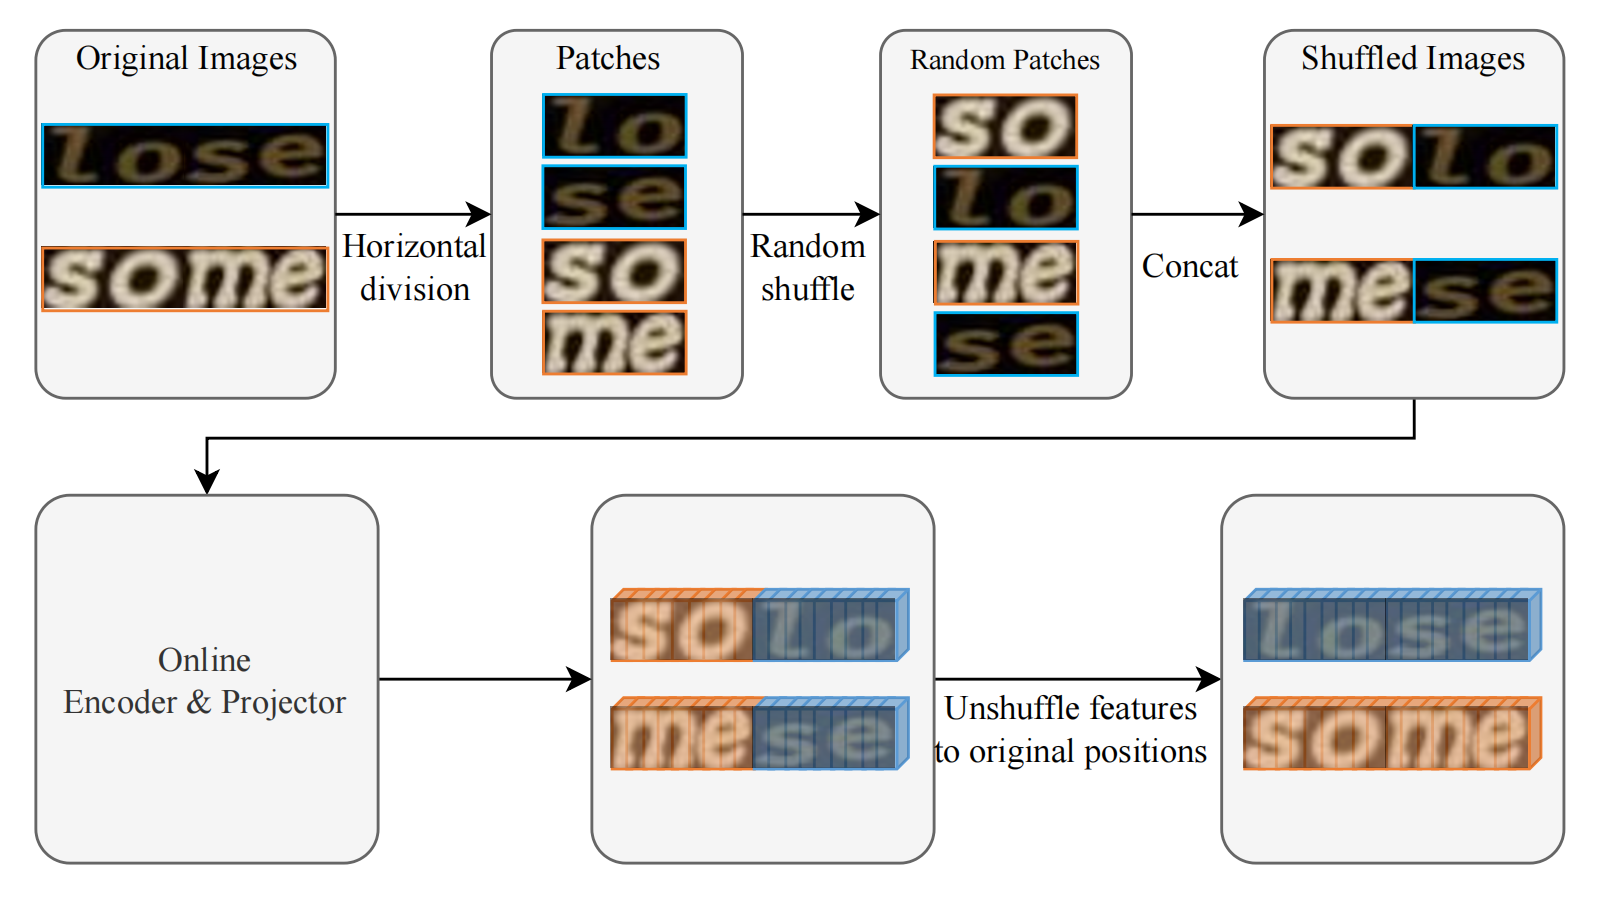 Original Images
lose
some
Horizontal
division
Patches
lo
se
so
me
Random
shuffle
Random Patches
so
lo
me
se
Concat
Shuffled Images
solo
mese
Online
Encoder & Projector
solo
mese
Unshuffle features
to original positions
lose
some